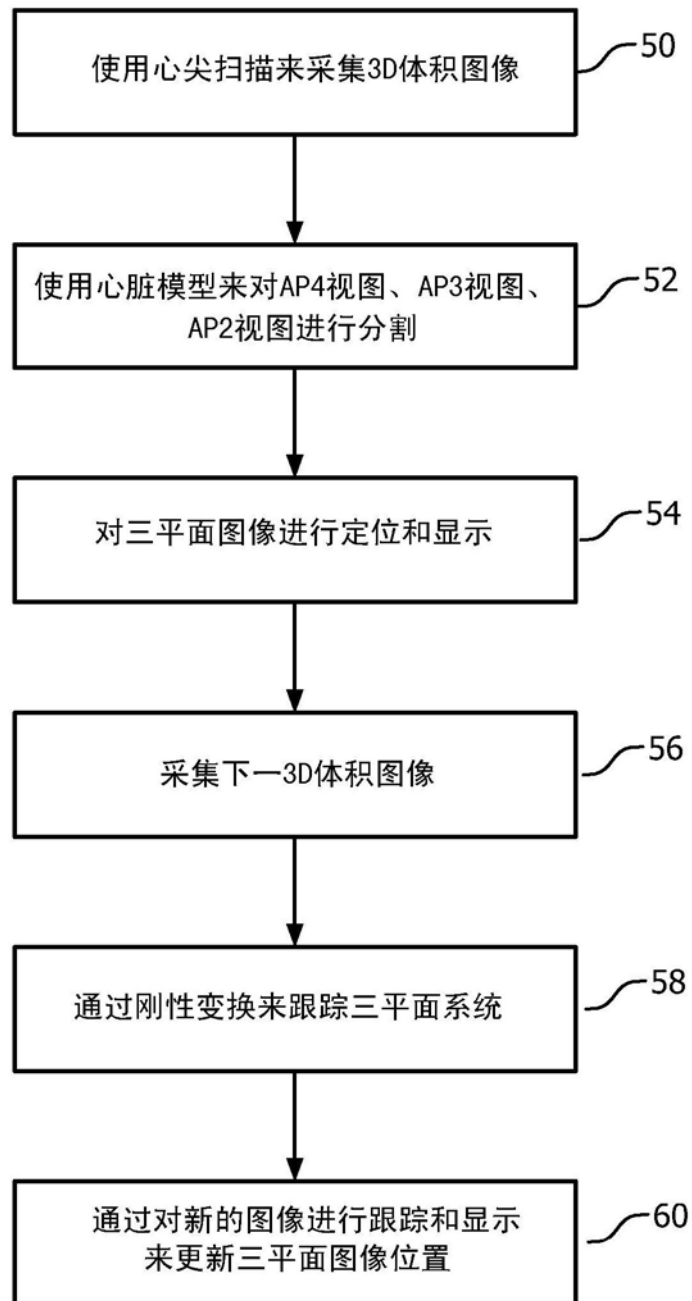 使用心尖扫描来采集3D体积图像
50
使用心脏模型来对AP4视图、AP3视图、
AP2视图进行分割
52
对三平面图像进行定位和显示
54
采集下一3D体积图像
56
通过刚性变换来跟踪三平面系统
58
通过对新的图像进行跟踪和显示
来更新三平面图像位置
60